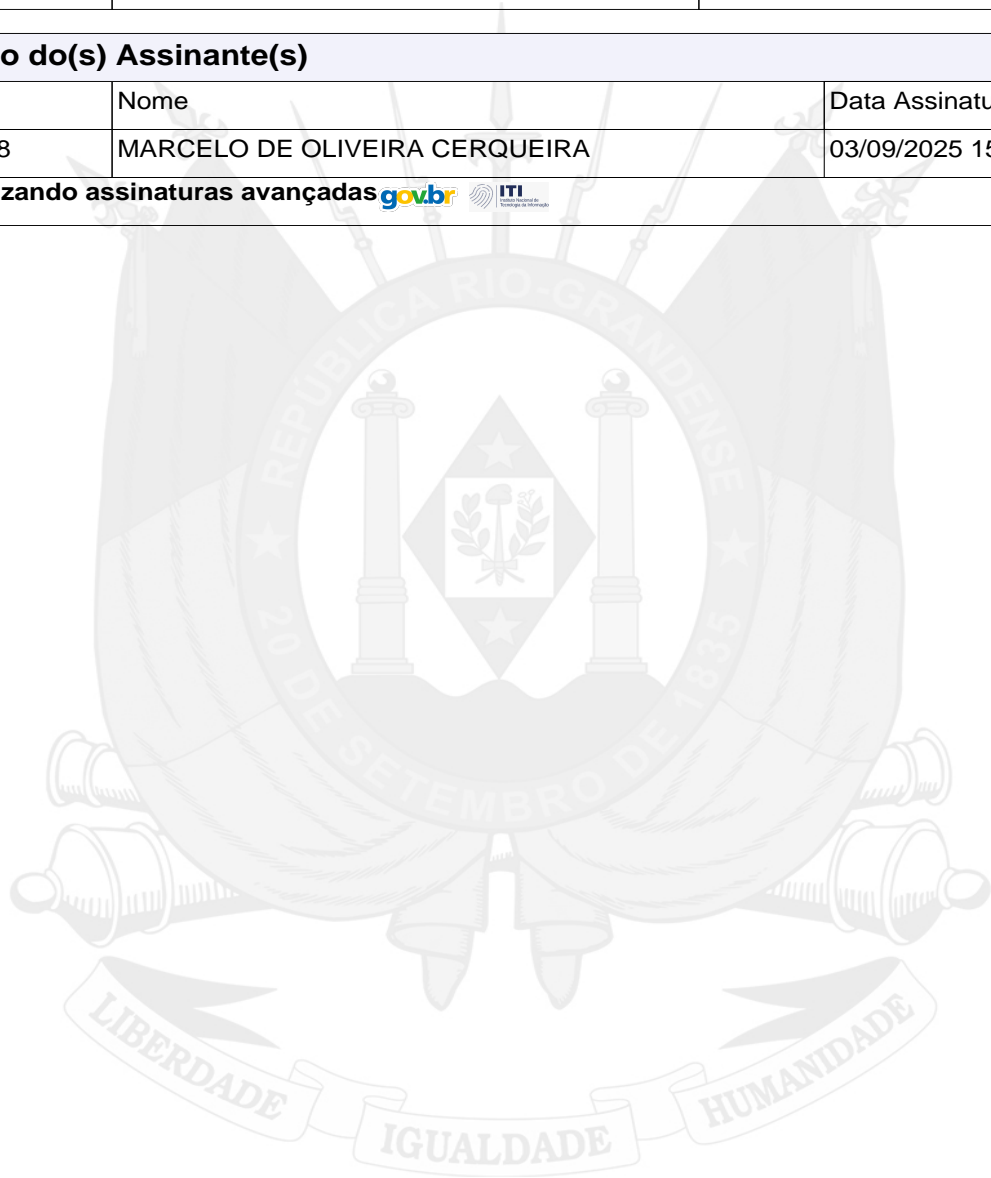 o do(s) Assinante(s)
Nome Data Assinatu
8 MARCELO DE OLIVEIRA CERQUEIRA 03/09/2025 15
zando assinaturas avançadas gov.br ITI
REPÚBLICA RIO-GRANDENSE
20 DE SETEMBRO DE 1835
LIBERDADE
IGUALDADE
HUMANIDADE